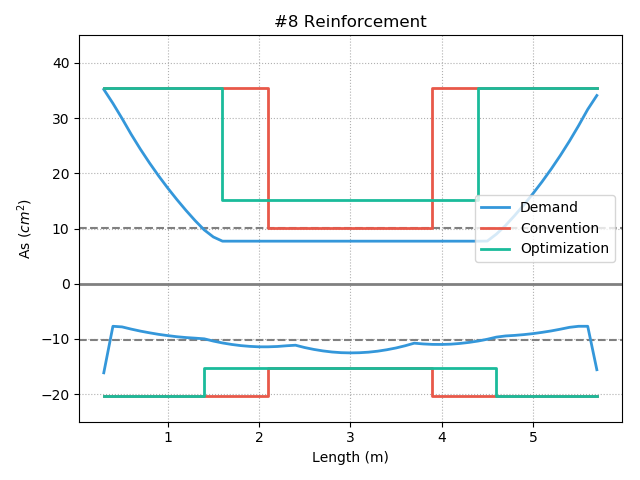 #8 Reinforcement
As (cm²)
40
30
20
10
0
−10
−20
Demand
Convention
Optimization
1 2 3 4 5
Length (m)